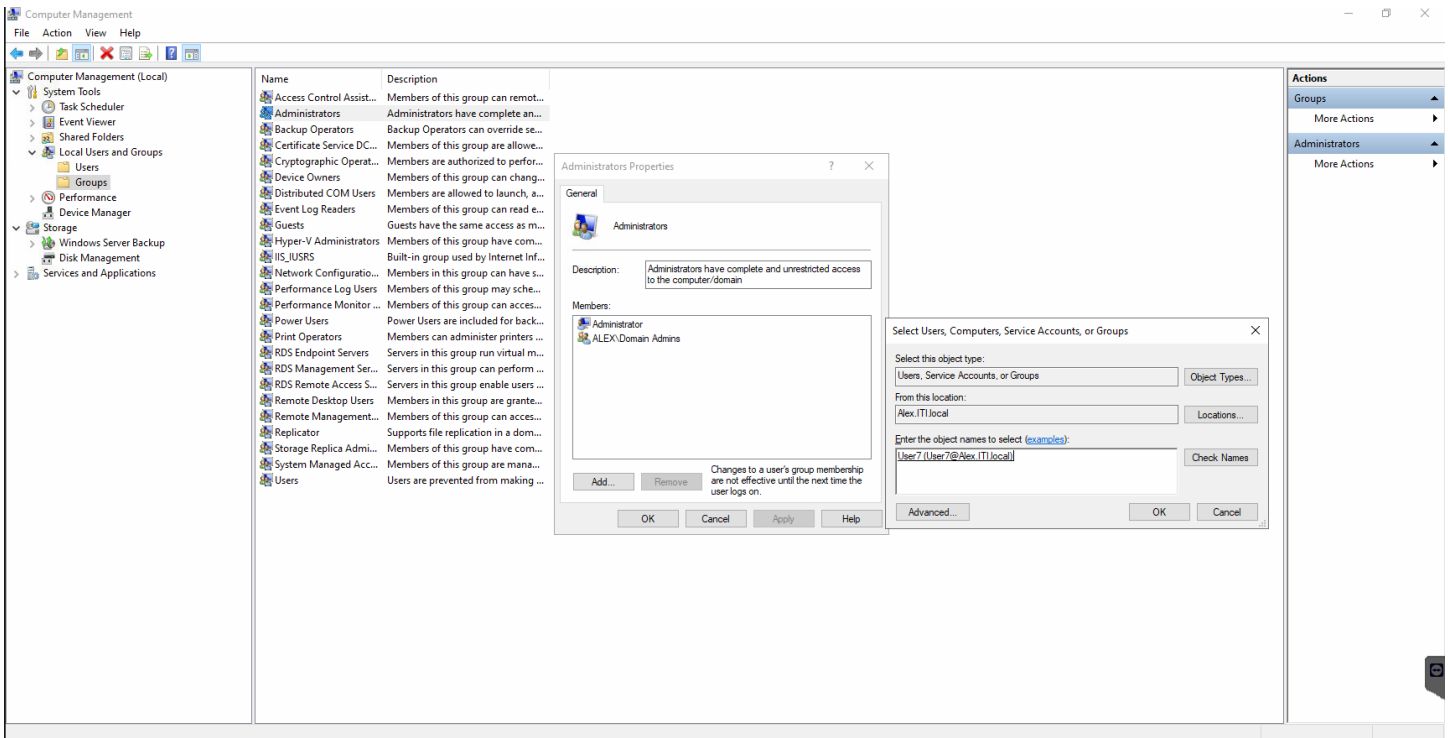 Computer Management
File Action View Help
Computer Management (Local)
System Tools
Task Scheduler
Event Viewer
Shared Folders
Local Users and Groups
Users
Groups
Performance
Device Manager
Storage
Windows Server Backup
Disk Management
Services and Applications
Name Description
Access Control Assist... Members of this group can remot...
Administrators Administrators have complete an...
Backup Operators Backup Operators can override se...
Certificate Service DC... Members of this group are allowe...
Cryptographic Operat... Members are authorized to perfor...
Device Owners Members of this group can chang...
Distributed COM Users Members are allowed to launch, a...
Event Log Readers Members of this group can read e...
Guests Guests have the same access as m...
Hyper-V Administrators Members of this group have com...
IIS_IUSRS Built-in group used by Internet Inf...
Network Configuratio... Members in this group can have s...
Performance Log Users Members of this group may sche...
Performance Monitor ... Members of this group can acces...
Power Users Power Users are included for back...
Print Operators Members can administer printers ...
RDS Endpoint Servers Servers in this group run virtual m...
RDS Management Ser... Servers in this group can perform ...
RDS Remote Access S... Servers in this group enable users ...
Remote Desktop Users Members in this group are grante...
Remote Management... Members of this group can acces...
Replicator Supports file replication in a dom...
Storage Replica Admi... Members of this group have com...
System Managed Acc... Members of this group are mana...
Users Users are prevented from making ...
Administrators Properties ?
General
Administrators
Description: Administrators have complete and unrestricted access
to the computer/domain
Members:
Administrator
ALEX\Domain Admins
Add... Remove
Changes to a user's group membership
are not effective until the next time the
user logs on.
OK Cancel Apply Help
Select Users, Computers, Service Accounts, or Groups
Select this object type:
Users, Service Accounts, or Groups Object Types...
From this location:
Alex.ITI.local Locations...
Enter the object names to select (examples):
User7 (User7@Alex.ITI.local) Check Names
Advanced... OK Cancel
Actions
Groups
More Actions
Administrators
More Actions